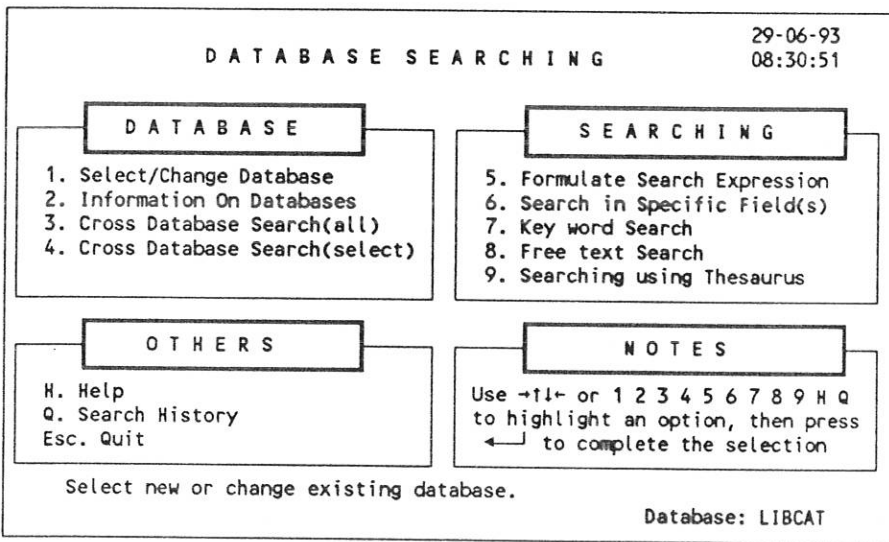 29-06-93
DATABASE SEARCHING
08:30:51
DATABASE
1. Select/Change Database
2. Information On Databases
3. Cross Database Search(all)
4. Cross Database Search(select)
SEARCHING
5. Formulate Search Expression
6. Search in Specific Field(s)
7. Key word Search
8. Free text Search
9. Searching using Thesaurus
OTHERS
H. Help
Q. Search History
Esc. Quit
NOTES
Use →↑↓← or 1 2 3 4 5 6 7 8 9 H Q
to highlight an option, then press
◄─┘ to complete the selection
Select new or change existing database.
Database: LIBCAT